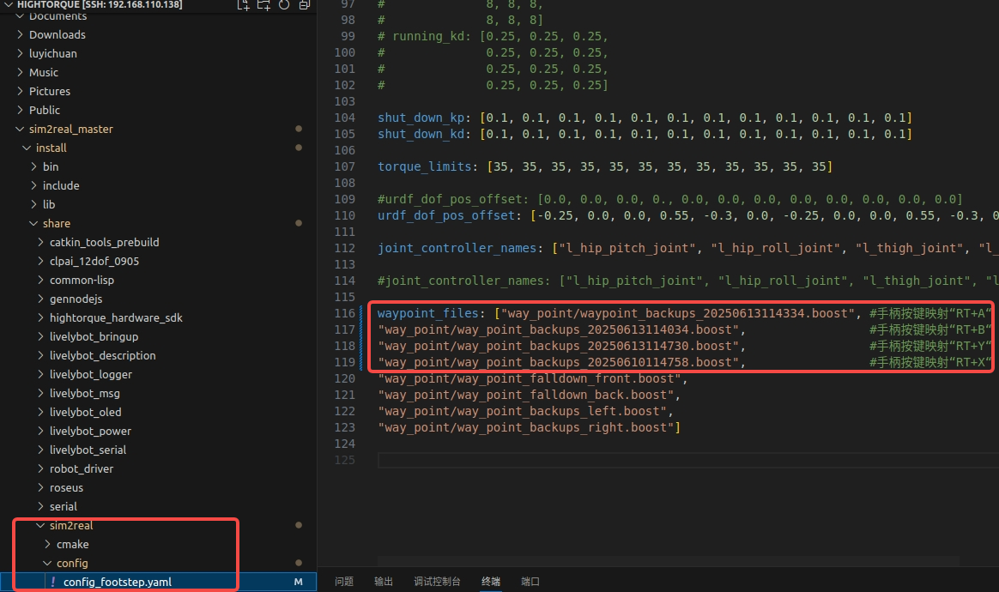 HIGHTORQUE [SSH: 192.168.110.138]
Documents
Downloads
luyichuan
Music
Pictures
Public
sim2real_master
install
bin
include
lib
share
catkin_tools_prebuild
clpai_12dof_0905
common-lisp
gennodejs
hightorque_hardware_sdk
livelybot_bringup
livelybot_description
livelybot_logger
livelybot_msg
livelybot_oled
livelybot_power
livelybot_serial
robot_driver
roseus
serial
sim2real
cmake
config
! config_footstep.yaml M
97 # 8, 8, 8,
98 # 8, 8, 8]
99 # running_kd: [0.25, 0.25, 0.25,
100 # 0.25, 0.25, 0.25,
101 # 0.25, 0.25, 0.25,
102 # 0.25, 0.25, 0.25]
103
104 shut_down_kp: [0.1, 0.1, 0.1, 0.1, 0.1, 0.1, 0.1, 0.1, 0.1, 0.1, 0.1, 0.1]
105 shut_down_kd: [0.1, 0.1, 0.1, 0.1, 0.1, 0.1, 0.1, 0.1, 0.1, 0.1, 0.1, 0.1]
106
107 torque_limits: [35, 35, 35, 35, 35, 35, 35, 35, 35, 35, 35, 35]
108
109 #urdf_dof_pos_offset: [0.0, 0.0, 0.0, 0., 0.0, 0.0, 0.0, 0.0, 0.0, 0.0, 0.0, 0.0]
110 urdf_dof_pos_offset: [-0.25, 0.0, 0.0, 0.55, -0.3, 0.0, -0.25, 0.0, 0.0, 0.55, -0.3, 0
111
112 joint_controller_names: ["l_hip_pitch_joint", "l_hip_roll_joint", "l_thigh_joint", "l_
113
114 #joint_controller_names: ["l_hip_pitch_joint", "l_hip_roll_joint", "l_thigh_joint", "l
115
116 waypoint_files: ["way_point/waypoint_backups_20250613114334.boost", #手柄按键映射“RT+A“
117 "way_point/way_point_backups_20250613114034.boost", #手柄按键映射“RT+B“
118 "way_point/way_point_backups_20250613114730.boost", #手柄按键映射“RT+Y“
119 "way_point/way_point_backups_20250610114758.boost", #手柄按键映射“RT+X“
120 "way_point/way_point_falldown_front.boost",
121 "way_point/way_point_falldown_back.boost",
122 "way_point/way_point_backups_left.boost",
123 "way_point/way_point_backups_right.boost"]
124
125
问题 输出 调试控制台 终端 端口